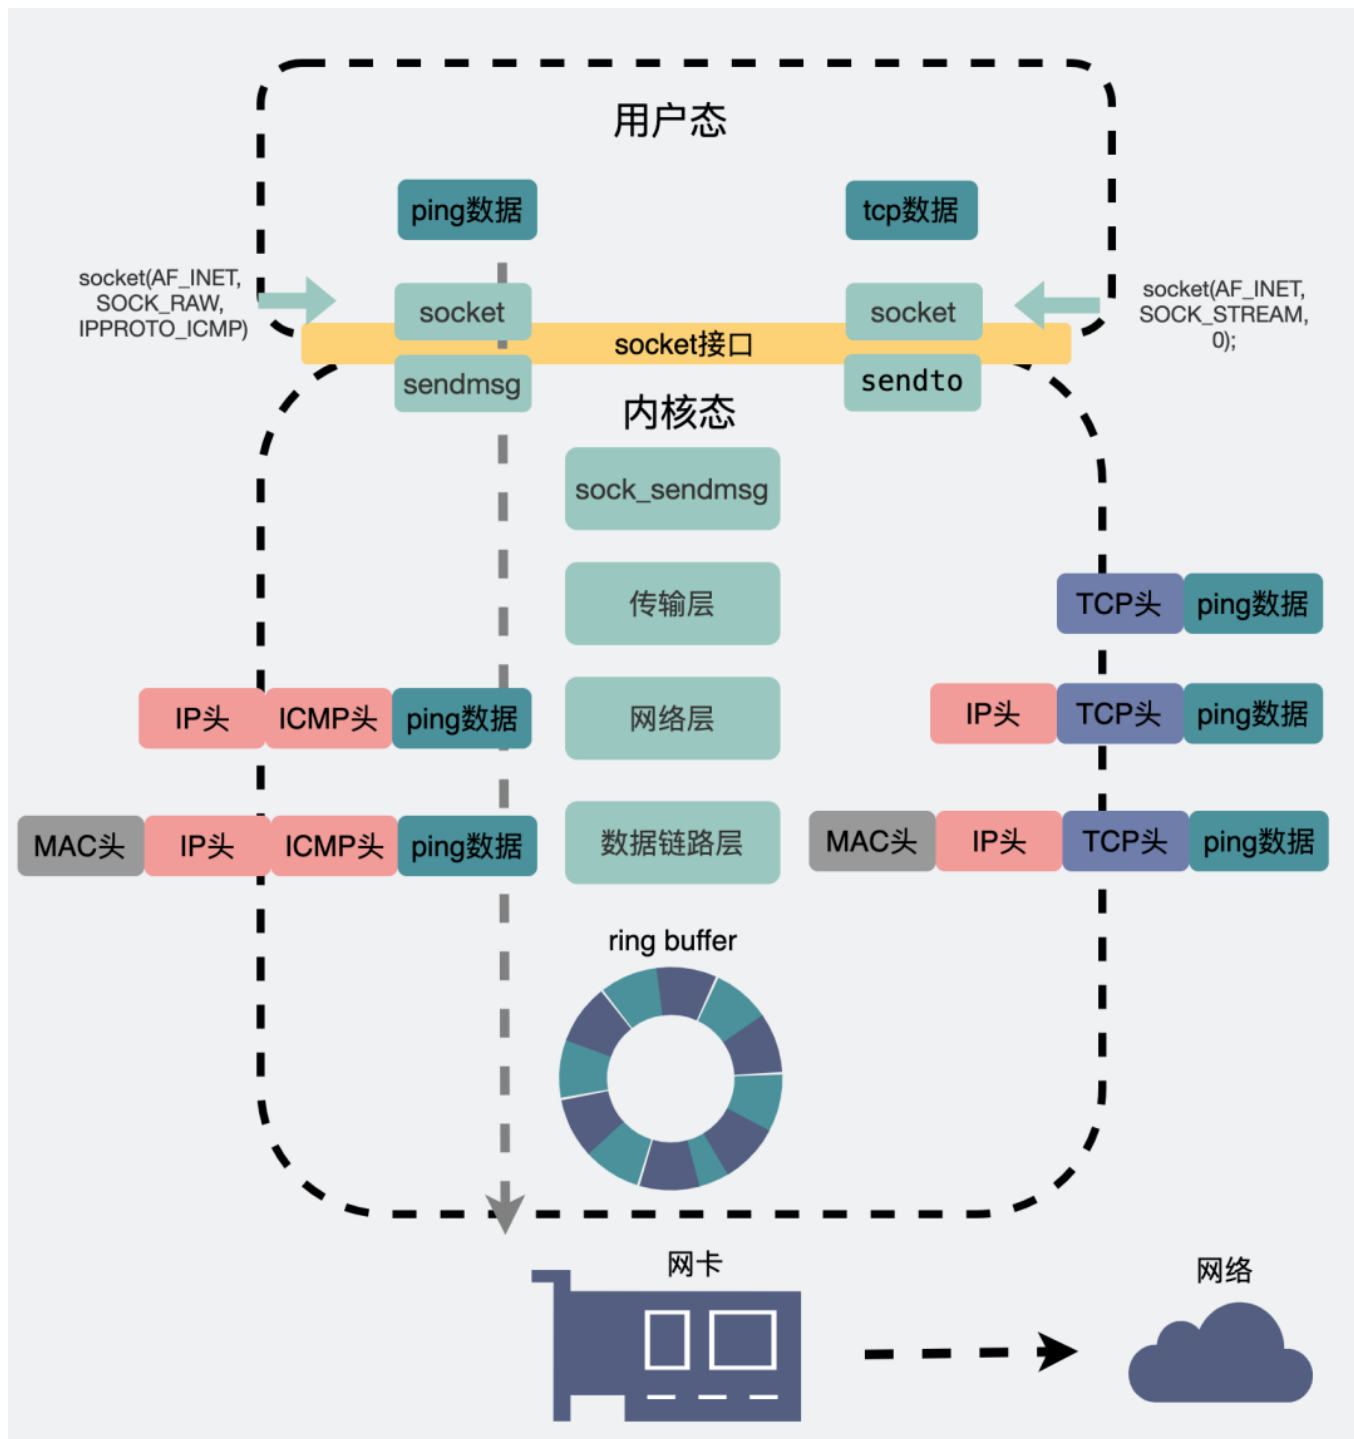 用户态
ping数据
tcp数据
socket(AF_INET,
SOCK_RAW,
IPPROTO_ICMP)
socket
socket
socket(AF_INET,
SOCK_STREAM,
0);
socket接口
sendmsg
sendto
内核态
sock_sendmsg
传输层
TCP头 ping数据
IP头 ICMP头 ping数据
网络层
IP头 TCP头 ping数据
MAC头 IP头 ICMP头 ping数据
数据链路层
MAC头 IP头 TCP头 ping数据
ring buffer
网卡
网络